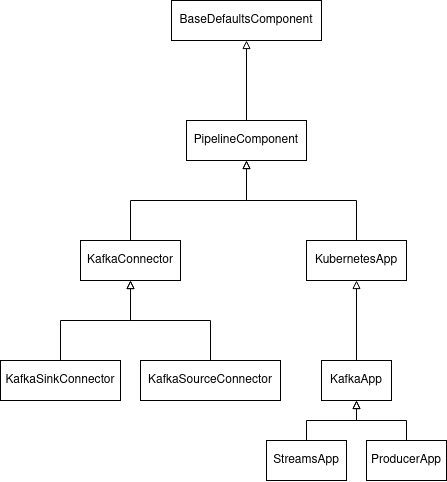 BaseDefaultsComponent
PipelineComponent
KafkaConnector
KubernetesApp
KafkaSinkConnector
KafkaSourceConnector
KafkaApp
StreamsApp
ProducerApp